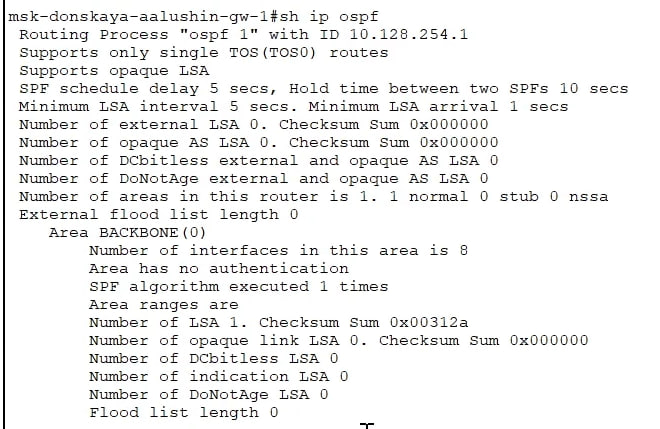 msk-donskaya-aalushin-gw-1#sh ip ospf
Routing Process "ospf 1" with ID 10.128.254.1
Supports only single TOS(TOS0) routes
Supports opaque LSA
SPF schedule delay 5 secs, Hold time between two SPFs 10 secs
Minimum LSA interval 5 secs. Minimum LSA arrival 1 secs
Number of external LSA 0. Checksum Sum 0x000000
Number of opaque AS LSA 0. Checksum Sum 0x000000
Number of DCbitless external and opaque AS LSA 0
Number of DoNotAge external and opaque AS LSA 0
Number of areas in this router is 1. 1 normal 0 stub 0 nssa
External flood list length 0
Area BACKBONE(0)
Number of interfaces in this area is 8
Area has no authentication
SPF algorithm executed 1 times
Area ranges are
Number of LSA 1. Checksum Sum 0x00312a
Number of opaque link LSA 0. Checksum Sum 0x000000
Number of DCbitless LSA 0
Number of indication LSA 0
Number of DoNotAge LSA 0
Flood list length 0